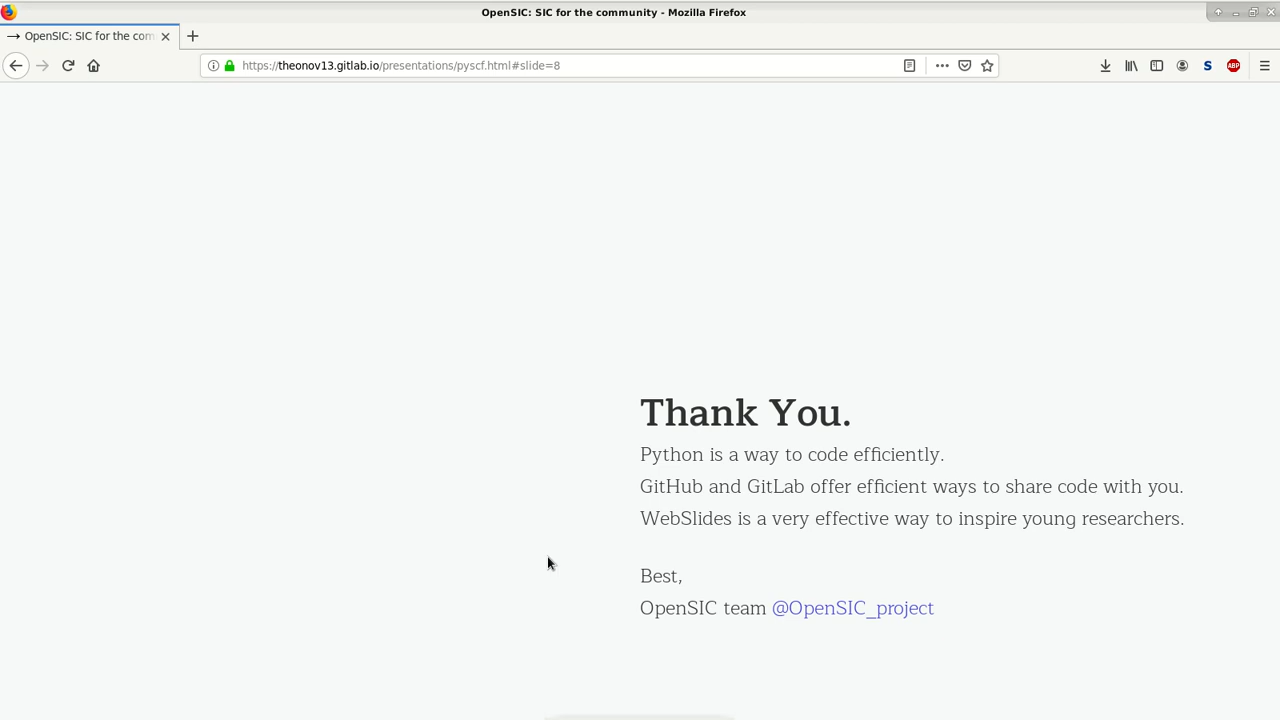 OpenSIC: SIC for the community - Mozilla Firefox
→ OpenSIC: SIC for the com
https://theonov13.gitlab.io/presentations/pyscf.html#slide=8
S
ABP
Thank You.
Python is a way to code efficiently.
GitHub and GitLab offer efficient ways to share code with you.
WebSlides is a very effective way to inspire young researchers.
Best,
OpenSIC team @OpenSIC_project